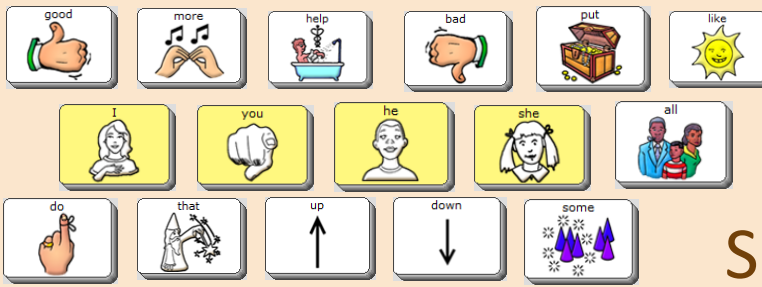 good more help bad put like
I you he she all
do that up down some
S